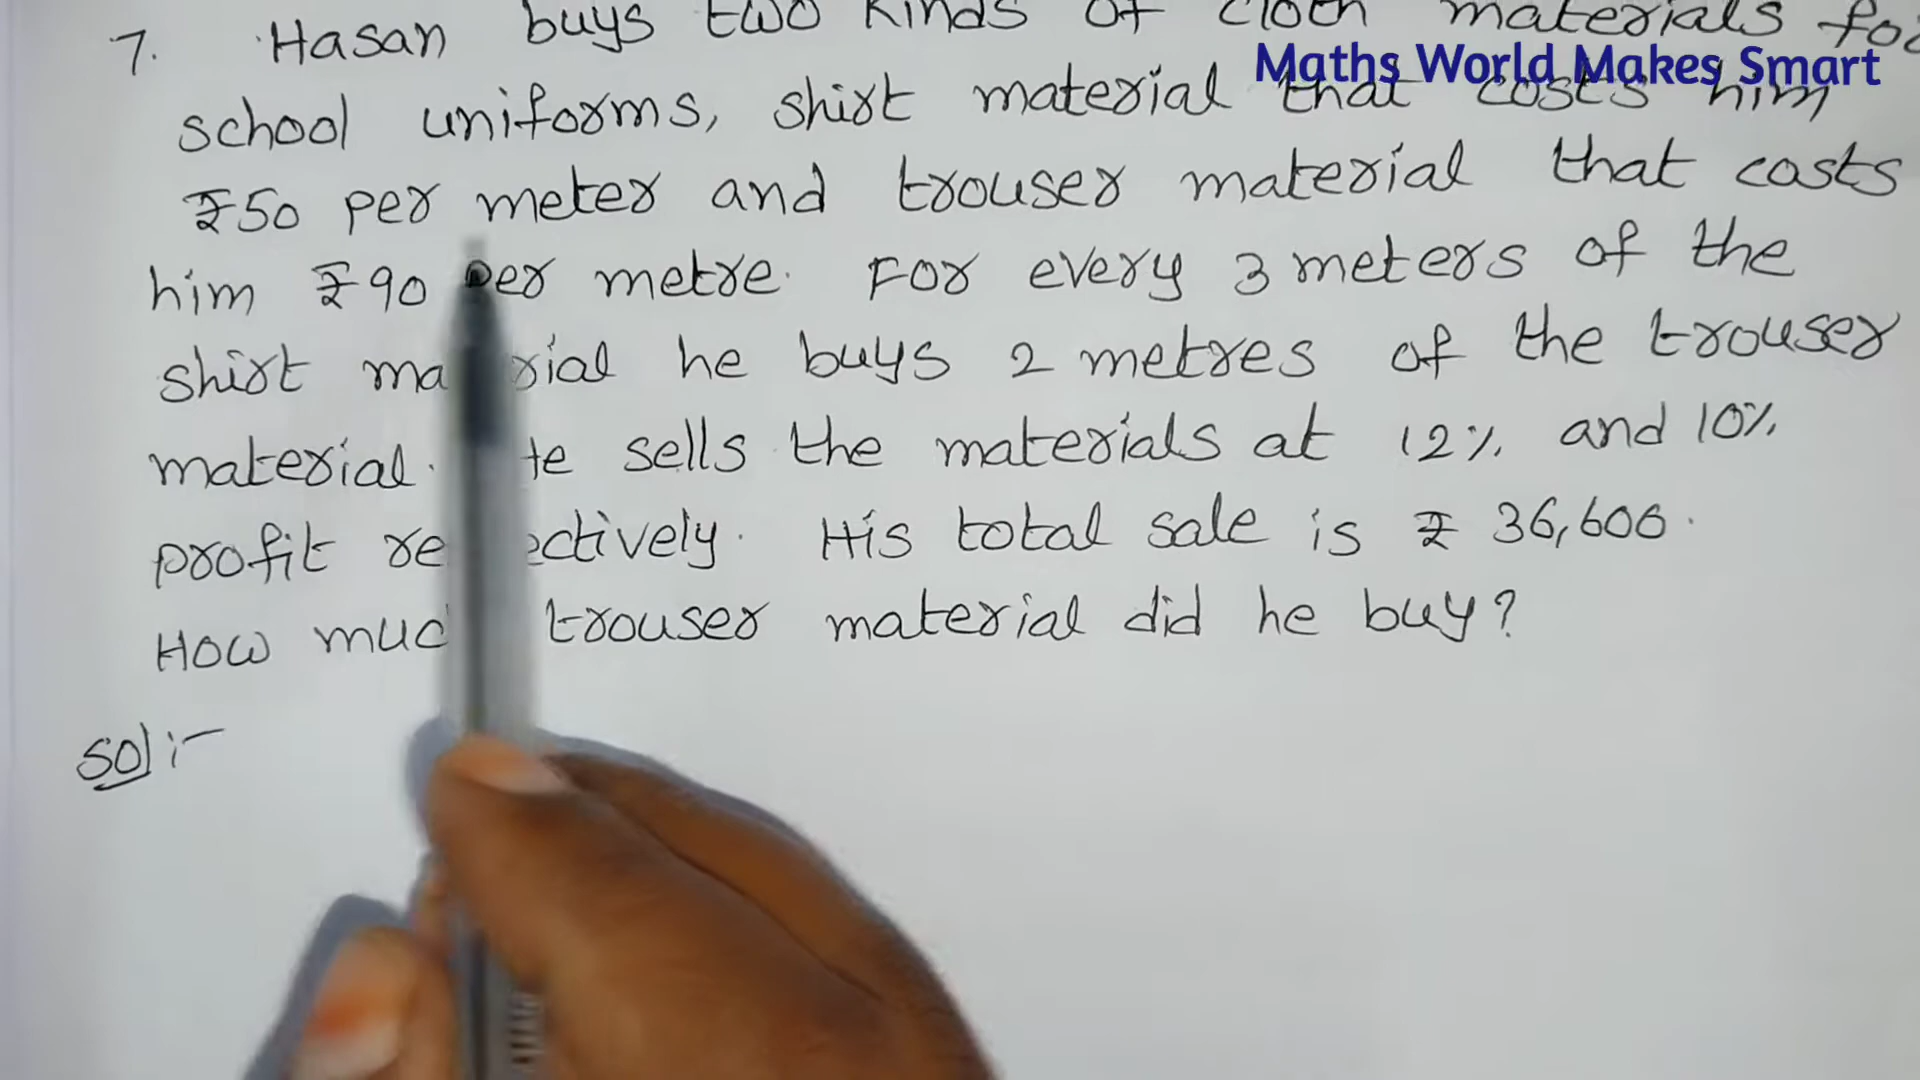 7. Hasan buys two kinds of cloth materials for
Maths World Makes Smart
school uniforms, shirt material that costs him
₹50 per meter and trouser material that costs
him ₹90 per metre. For every 3 meters of the
shirt ma rial he buys 2 metres of the trouser
material. He sells the materials at 12% and 10%
profit re ectively. His total sale is ₹ 36,600.
How muc trouser material did he buy?
Sol:-